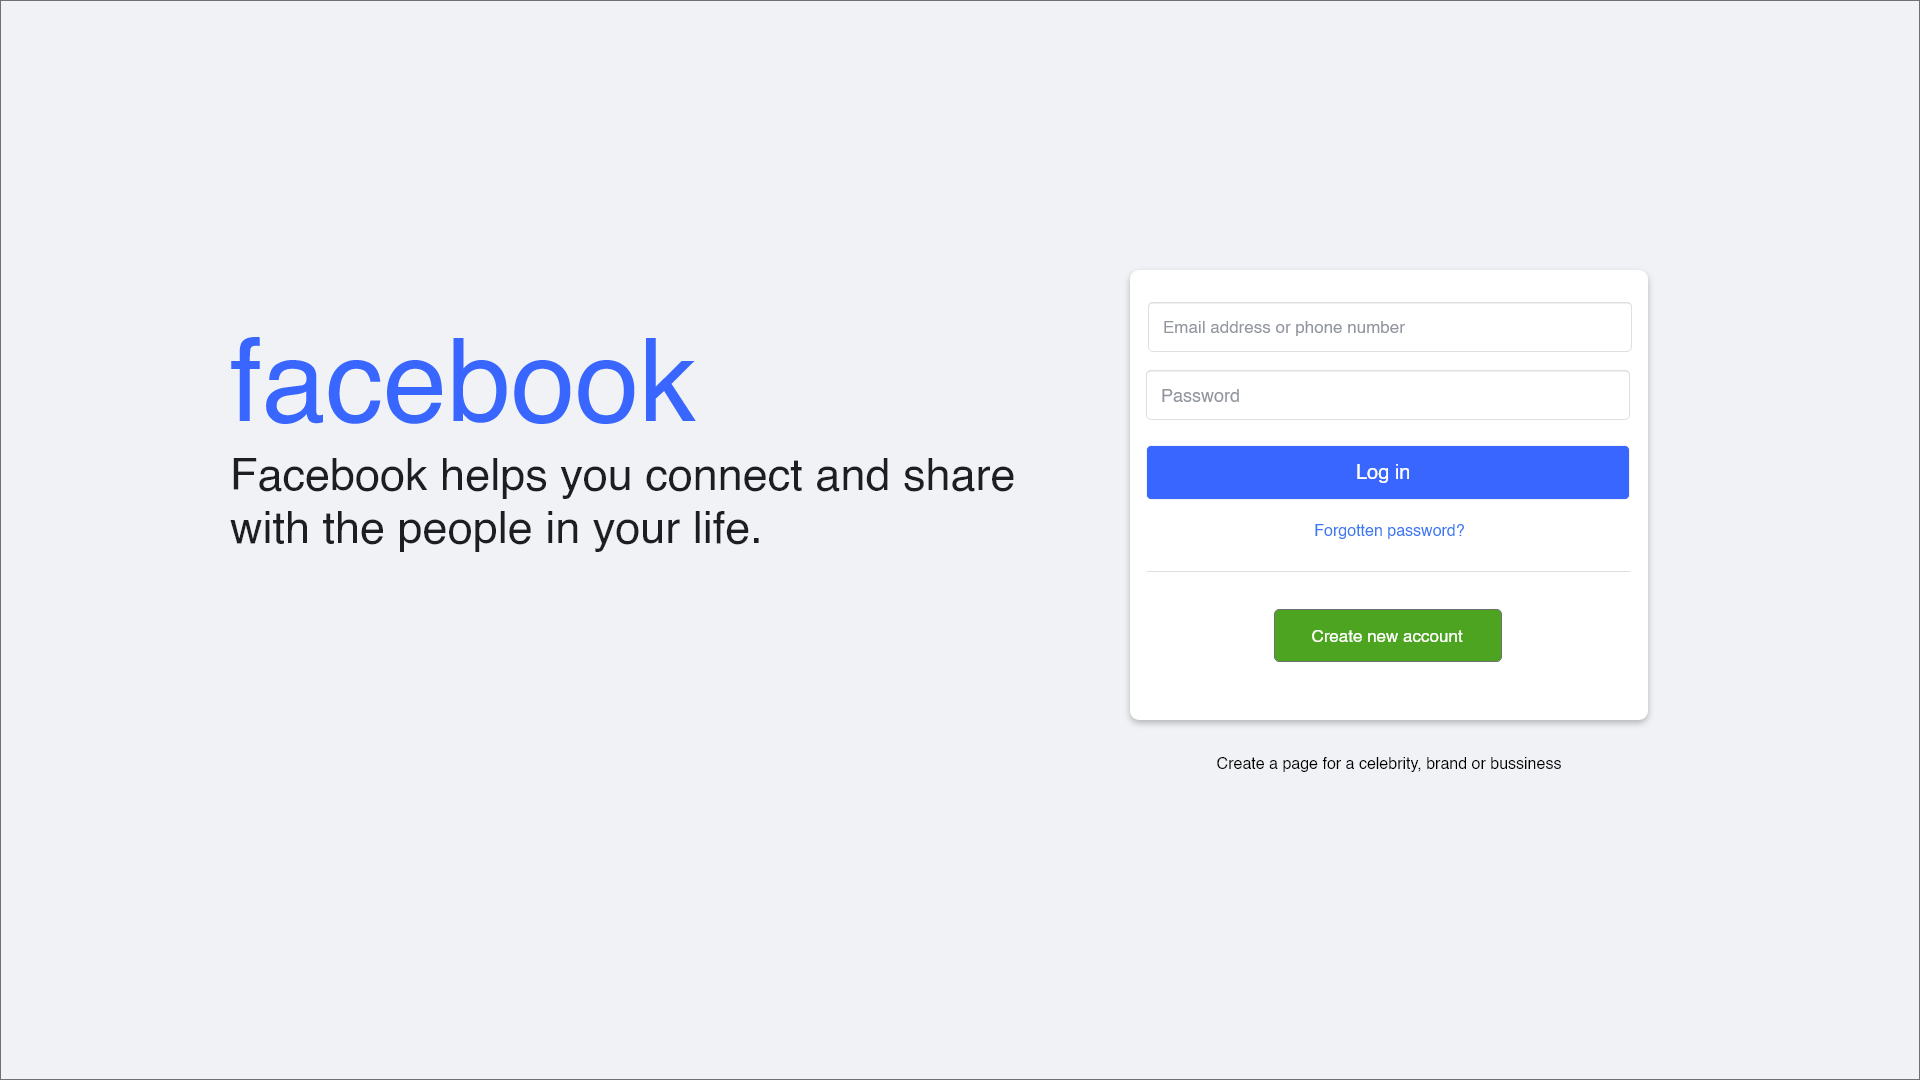 facebook
Facebook helps you connect and share
with the people in your life.
Email address or phone number
Password
Log in
Forgotten password?
Create new account
Create a page for a celebrity, brand or bussiness